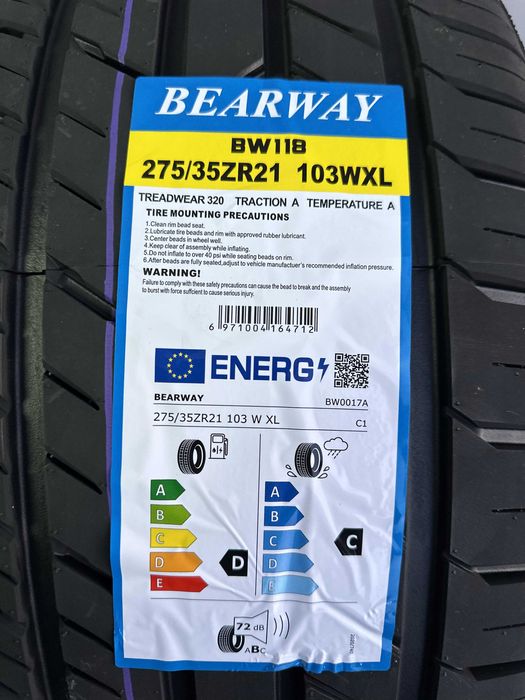 BEARWAY
BW118
275/35ZR21 103WXL
TREADWEAR 320 TRACTION A TEMPERATURE A
TIRE MOUNTING PRECAUTIONS
1.Clean rim bead seat.
2.Lubricate tire beads and rim with approved rubber lubricant.
3.Center beads in wheel well.
4.Keep clear of assembly while inflating.
5.Do not inflate to over 40 psi while seating beads on rim.
6.After beads are fully sealed,adjust to vehicle manufactuer's recommended inflation pressure.
WARNING!
Failure to comply with these safety precautions can cause the bead to break and the assembly
to burst with force sufficient to cause serious injury.
6 971004 164712
ENERG
BEARWAY BW0017A
275/35ZR21 103 W XL C1
A A
B B
C C C
D D D
E E
72 dB
ABC